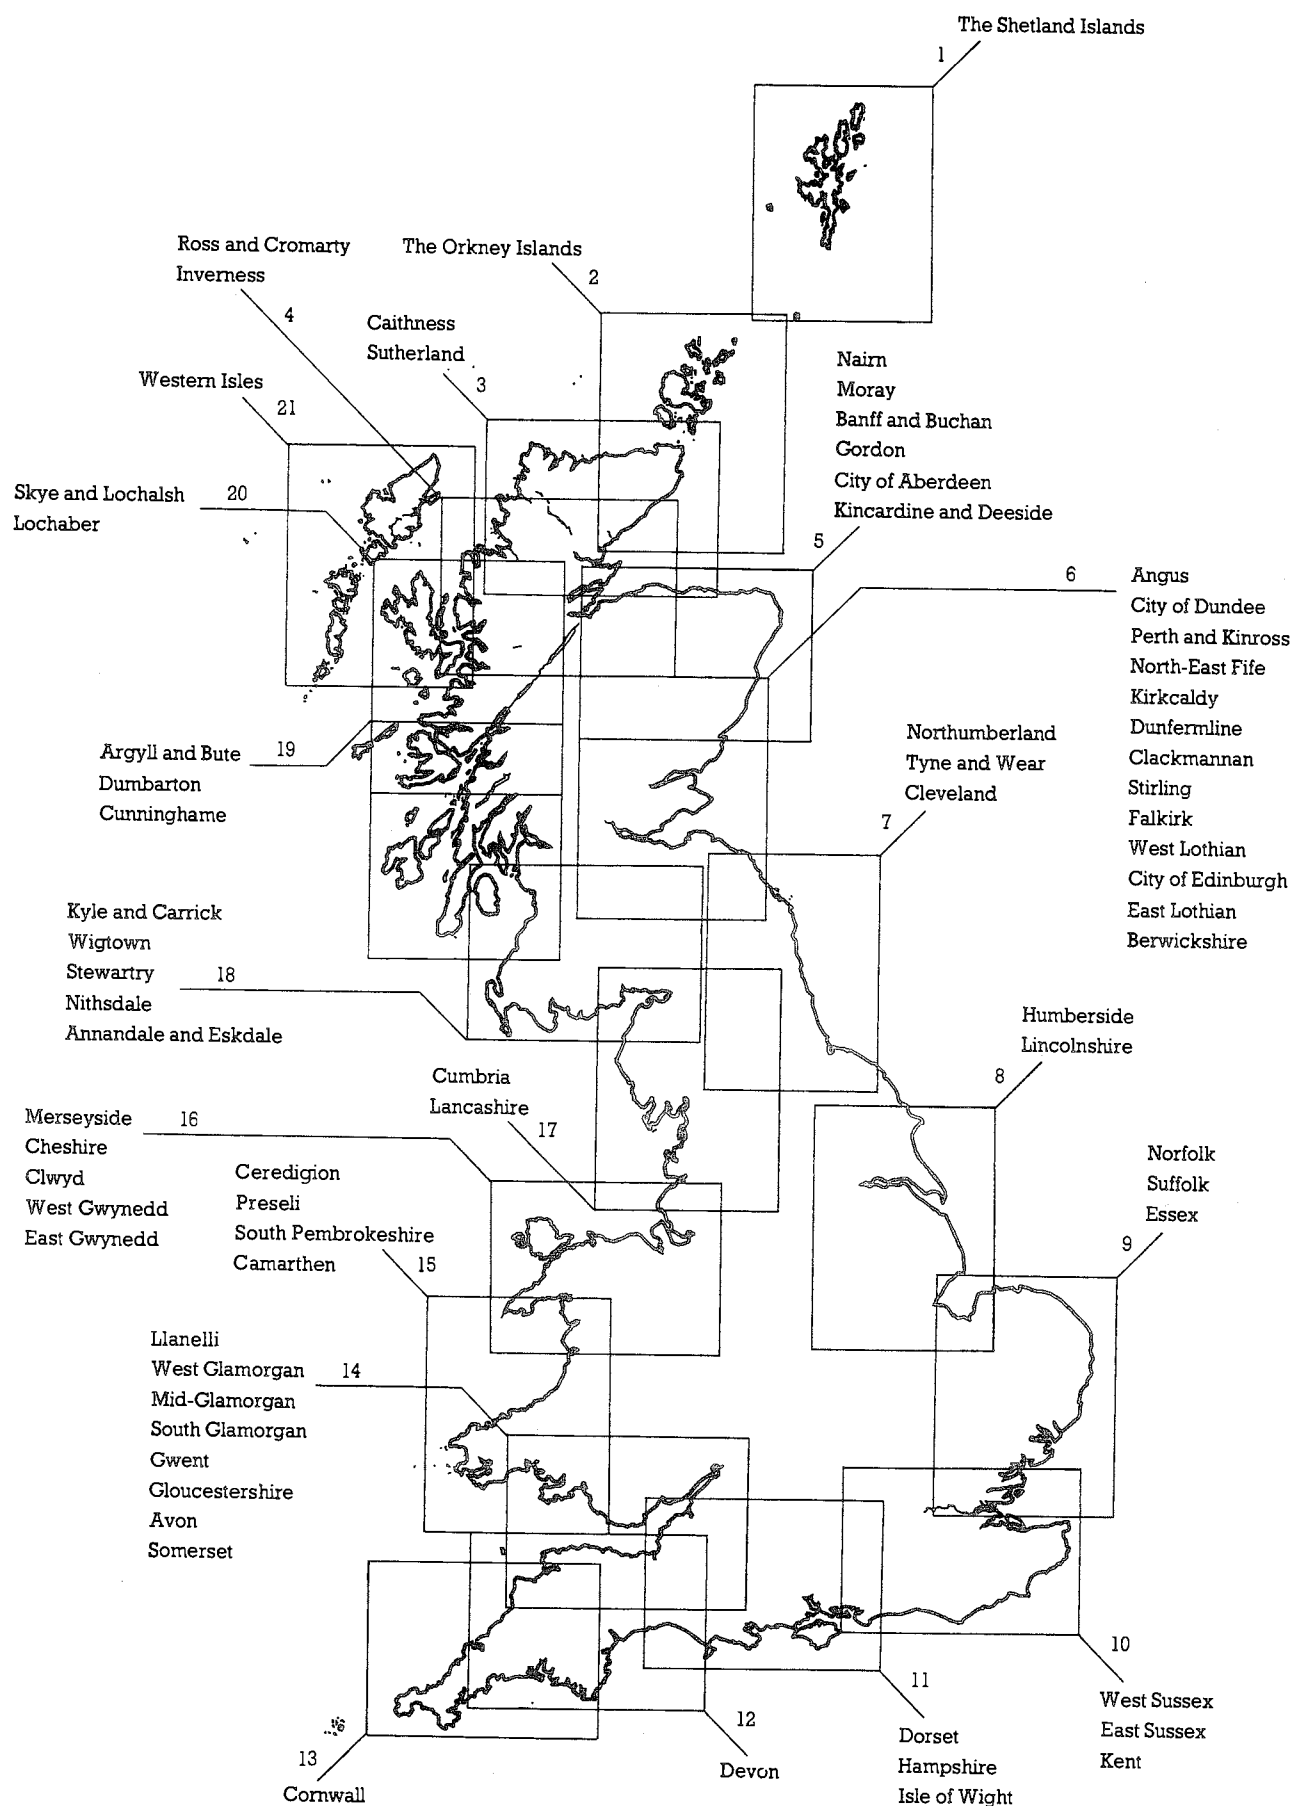 The Shetland Islands
1
Ross and Cromarty
Inverness
4
The Orkney Islands
2
Caithness
Sutherland
3
Western Isles
21
Nairn
Moray
Banff and Buchan
Gordon
City of Aberdeen
Kincardine and Deeside
5
Skye and Lochalsh
Lochaber
20
6
Angus
City of Dundee
Perth and Kinross
North-East Fife
Kirkcaldy
Dunfermline
Clackmannan
Stirling
Falkirk
West Lothian
City of Edinburgh
East Lothian
Berwickshire
Argyll and Bute
Dumbarton
Cunninghame
19
Northumberland
Tyne and Wear
Cleveland
7
Kyle and Carrick
Wigtown
Stewartry
Nithsdale
Annandale and Eskdale
18
Humberside
Lincolnshire
8
Cumbria
Lancashire
17
Merseyside
Cheshire
Clwyd
West Gwynedd
East Gwynedd
16
Ceredigion
Preseli
South Pembrokeshire
Camarthen
15
Norfolk
Suffolk
Essex
9
Llanelli
West Glamorgan
Mid-Glamorgan
South Glamorgan
Gwent
Gloucestershire
Avon
Somerset
14
10
West Sussex
East Sussex
Kent
11
Dorset
Hampshire
Isle of Wight
12
Devon
13
Cornwall